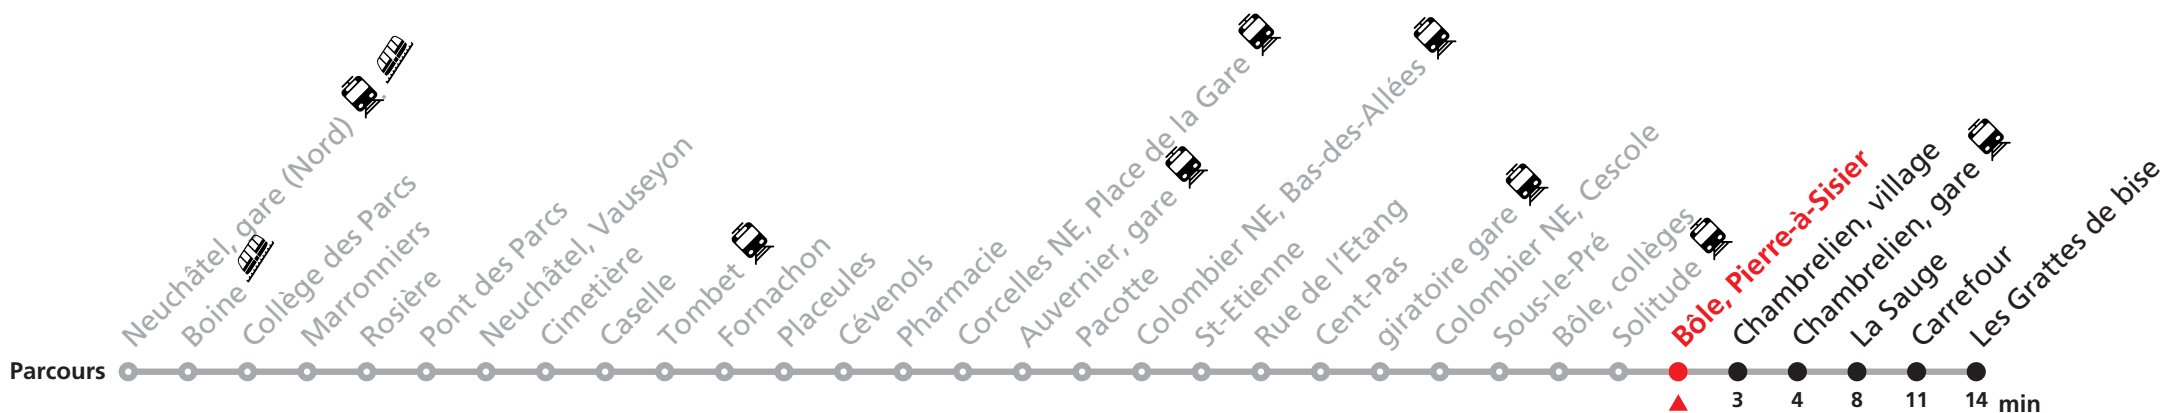 Neuchâtel, gare (Nord)
Boine
Collège des Parcs
Marronniers
Rosière
Pont des Parcs
Neuchâtel, Vauseyon
Cimetière
Caselle
Tombet
Fornachon
Placeules
Cévenols
Pharmacie
Corcelles NE, Place de la Gare
Auvernier, gare
Pacotte
Colombier NE, Bas-des-Allées
St-Etienne
Rue de l'Etang
Cent-Pas
giratoire gare
Colombier NE, Cescole
Sous-le-Pré
Bôle, collèges
Solitude
Bôle, Pierre-à-Sisier
Chambrelien, village
Chambrelien, gare
La Sauge
Carrefour
Les Grattes de bise
Parcours
3 4 8 11 14 min